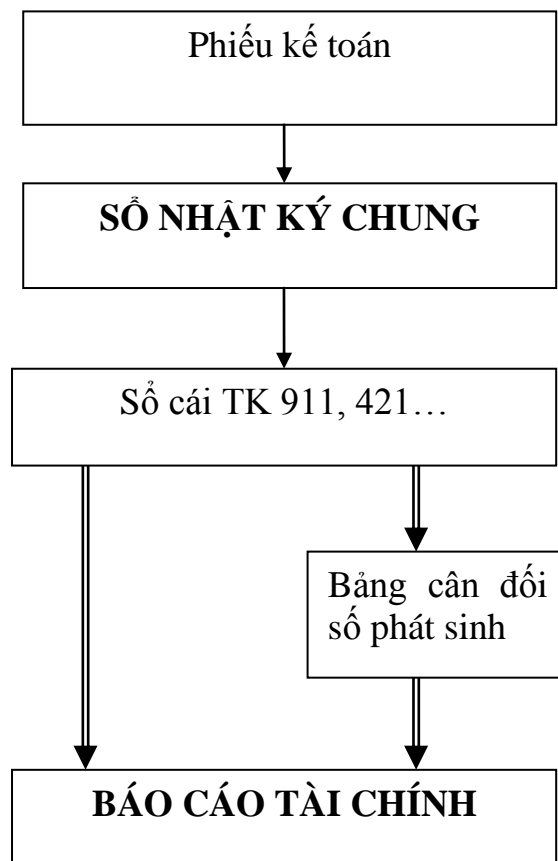 Phiếu kế toán
SỔ NHẬT KÝ CHUNG
Sổ cái TK 911, 421…
Bảng cân đối
số phát sinh
BÁO CÁO TÀI CHÍNH